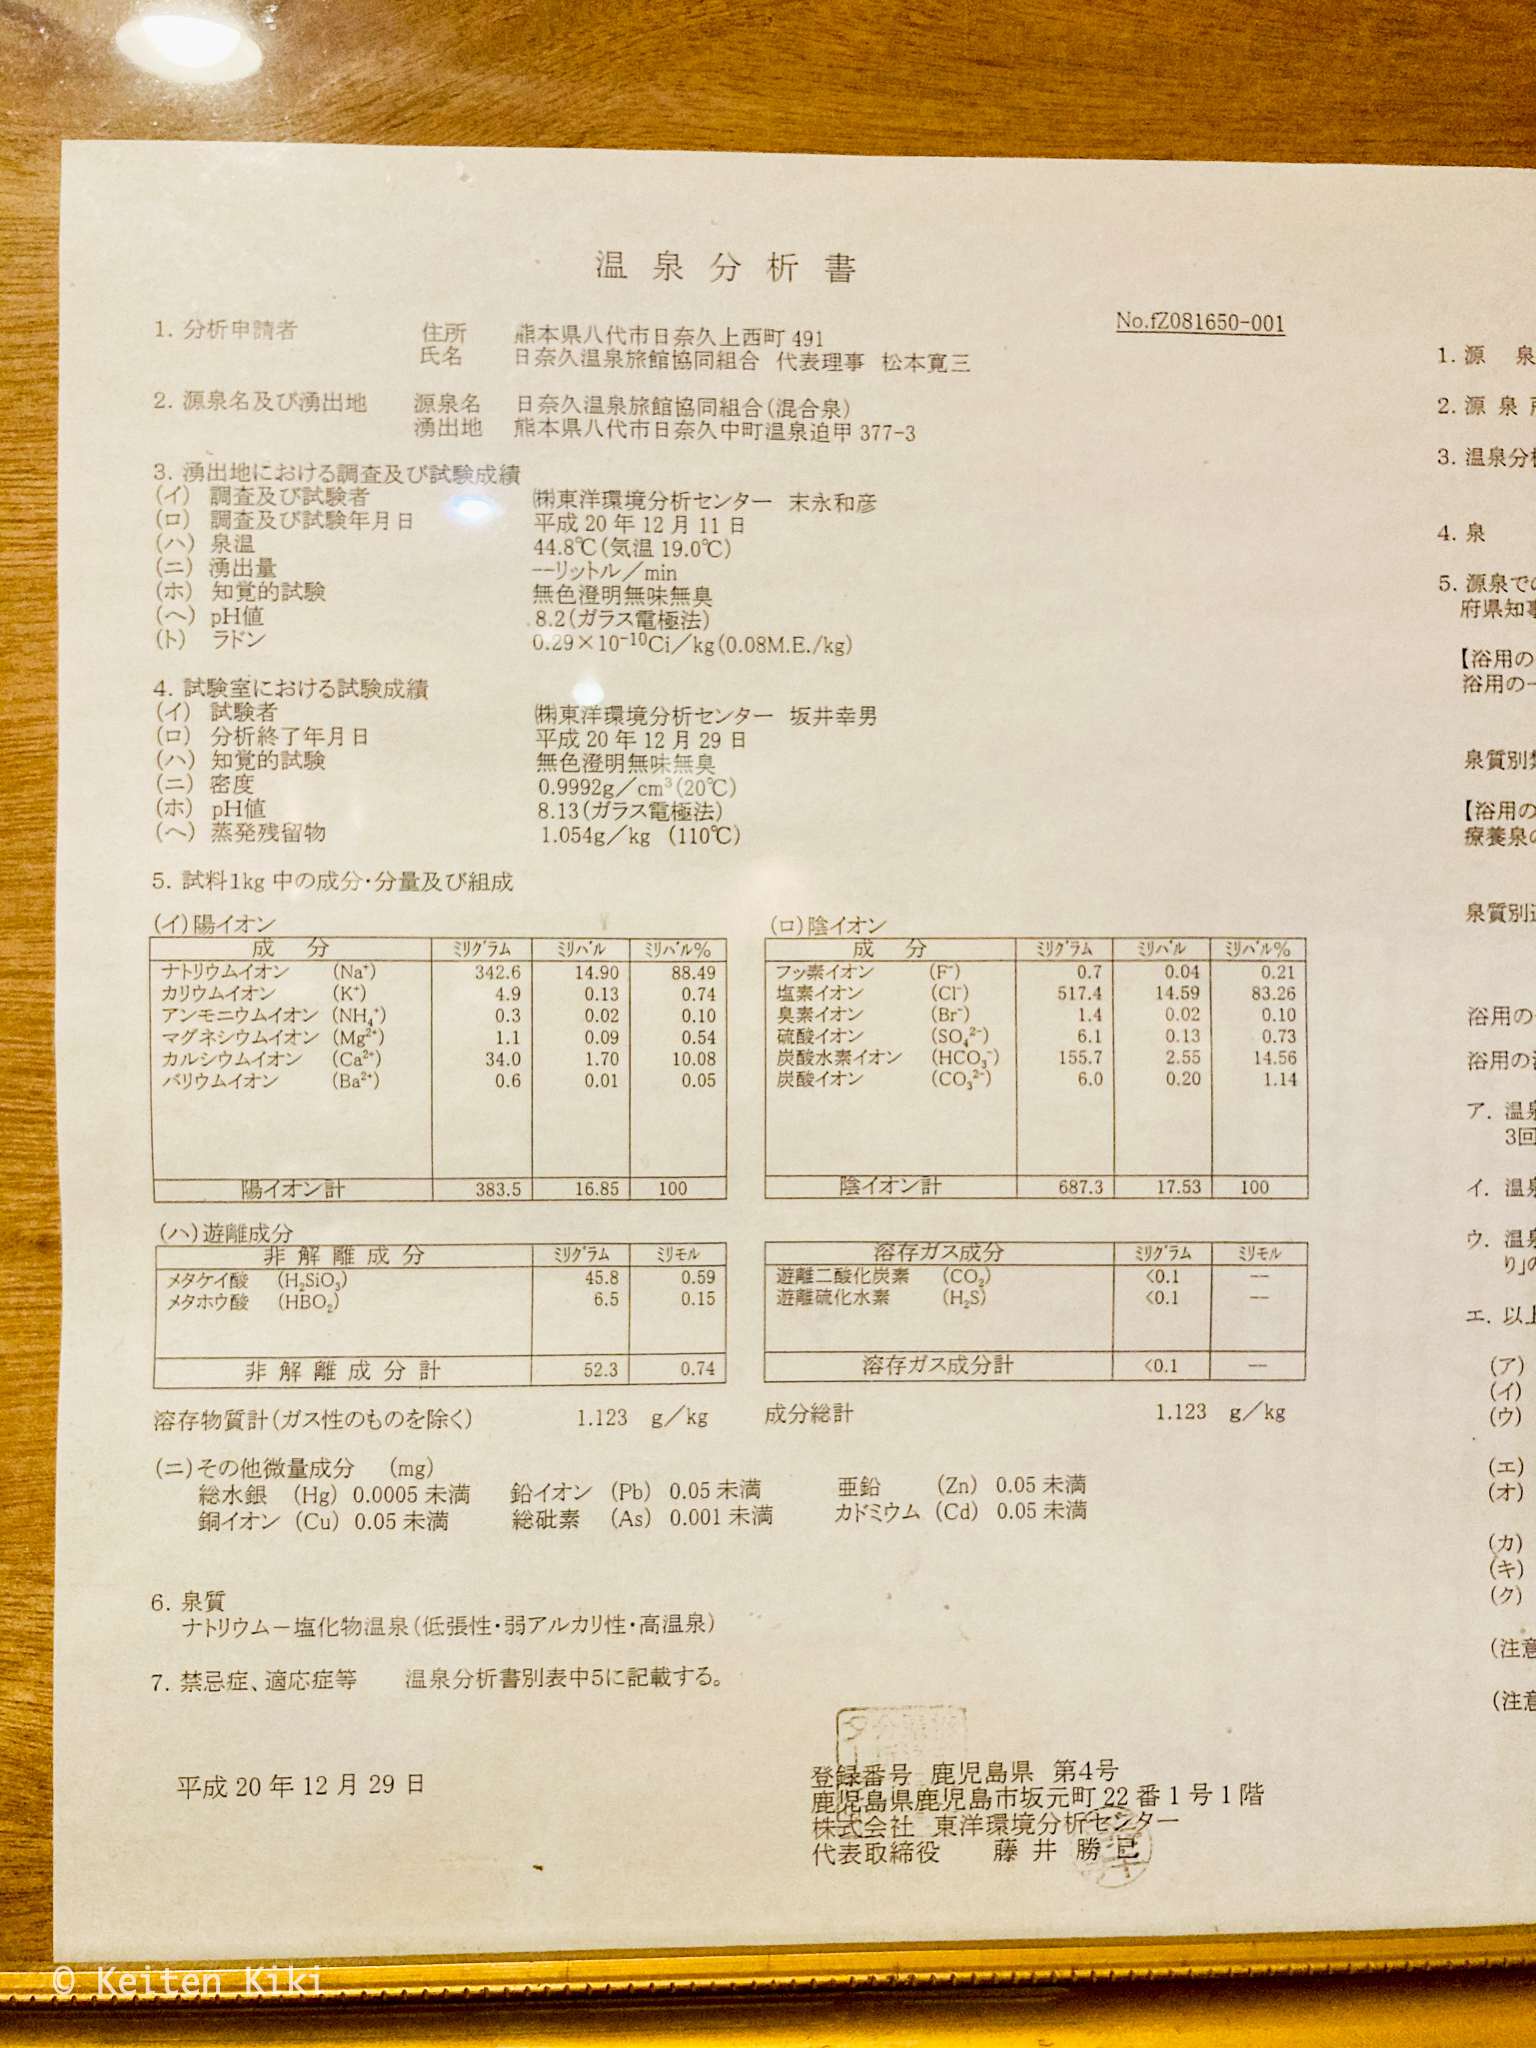 温泉分析書
No.fZ081650-001
1. 分析申請者 住所 熊本県八代市日奈久上西町 491
氏名 日奈久温泉旅館協同組合 代表理事 松本寛三
2. 源泉名及び湧出地 源泉名 日奈久温泉旅館協同組合(混合泉)
湧出地 熊本県八代市日奈久中町温泉迫甲 377-3
3. 湧出地における調査及び試験成績
(イ) 調査及び試験者 ㈱東洋環境分析センター 末永和彦
(ロ) 調査及び試験年月日 平成 20 年 12 月 11 日
(ハ) 泉温 44.8℃(気温 19.0℃)
(ニ) 湧出量 --リットル/min
(ホ) 知覚的試験 無色澄明無味無臭
(ヘ) pH値 8.2(ガラス電極法)
(ト) ラドン 0.29×10⁻¹⁰Ci/kg(0.08M.E./kg)
4. 試験室における試験成績
(イ) 試験者 ㈱東洋環境分析センター 坂井幸男
(ロ) 分析終了年月日 平成 20 年 12 月 29 日
(ハ) 知覚的試験 無色澄明無味無臭
(ニ) 密度 0.9992g/cm³(20℃)
(ホ) pH値 8.13(ガラス電極法)
(ヘ) 蒸発残留物 1.054g/kg (110℃)
5. 試料1kg 中の成分・分量及び組成
(イ)陽イオン
成 分 ミリグラム ミリバル ミリバル%
ナトリウムイオン (Na⁺) 342.6 14.90 88.49
カリウムイオン (K⁺) 4.9 0.13 0.74
アンモニウムイオン (NH₄⁺) 0.3 0.02 0.10
マグネシウムイオン (Mg²⁺) 1.1 0.09 0.54
カルシウムイオン (Ca²⁺) 34.0 1.70 10.08
バリウムイオン (Ba²⁺) 0.6 0.01 0.05
陽イオン計 383.5 16.85 100
(ロ)陰イオン
成 分 ミリグラム ミリバル ミリバル%
フッ素イオン (F⁻) 0.7 0.04 0.21
塩素イオン (Cl⁻) 517.4 14.59 83.26
臭素イオン (Br⁻) 1.4 0.02 0.10
硫酸イオン (SO₄²⁻) 6.1 0.13 0.73
炭酸水素イオン (HCO₃⁻) 155.7 2.55 14.56
炭酸イオン (CO₃²⁻) 6.0 0.20 1.14
陰イオン計 687.3 17.53 100
(ハ)遊離成分
非解離成分 ミリグラム ミリモル
メタケイ酸 (H₂SiO₃) 45.8 0.59
メタホウ酸 (HBO₂) 6.5 0.15
非解離成分計 52.3 0.74
溶存ガス成分 ミリグラム ミリモル
遊離二酸化炭素 (CO₂) <0.1 --
遊離硫化水素 (H₂S) <0.1 --
溶存ガス成分計 <0.1 --
溶存物質計(ガス性のものを除く) 1.123 g/kg
成分総計 1.123 g/kg
(ニ)その他微量成分 (mg)
総水銀 (Hg) 0.0005 未満 鉛イオン (Pb) 0.05 未満 亜鉛 (Zn) 0.05 未満
銅イオン (Cu) 0.05 未満 総砒素 (As) 0.001 未満 カドミウム (Cd) 0.05 未満
6. 泉質
ナトリウム-塩化物温泉(低張性・弱アルカリ性・高温泉)
7. 禁忌症、適応症等 温泉分析書別表中5に記載する。
平成 20 年 12 月 29 日
登録番号 鹿児島県 第4号
鹿児島県鹿児島市坂元町 22 番 1 号 1 階
株式会社 東洋環境分析センター
代表取締役 藤井勝己
1. 源 泉
2. 源 泉
3. 温泉分
4. 泉
5. 源泉で
府県知事
【浴用の
浴用の
泉質別
【浴用の
療養泉
泉質別
浴用の
浴用の
ア. 温泉
3回
イ. 温泉
ウ. 温泉
り」の
エ. 以上
(ア)
(イ)
(ウ)
(エ)
(オ)
(カ)
(キ)
(ク)
(注意
(注意
© Keiten Kiki